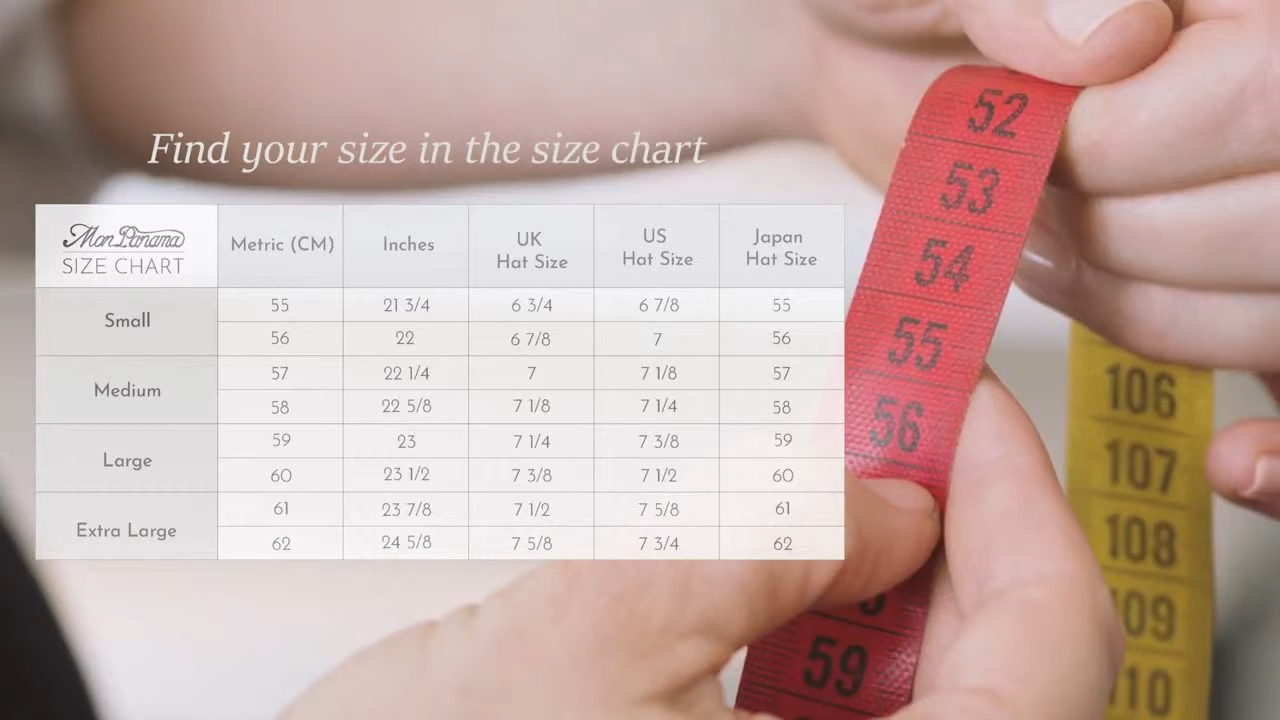 Find your size in the size chart
Mon Panama
SIZE CHART
Metric (CM) Inches UK Hat Size US Hat Size Japan Hat Size
Small
55 21 3/4 6 3/4 6 7/8 55
56 22 6 7/8 7 56
Medium
57 22 1/4 7 7 1/8 57
58 22 5/8 7 1/8 7 1/4 58
Large
59 23 7 1/4 7 3/8 59
60 23 1/2 7 3/8 7 1/2 60
Extra Large
61 23 7/8 7 1/2 7 5/8 61
62 24 5/8 7 5/8 7 3/4 62
52
53
54
55
56
59
106
107
108
109
110